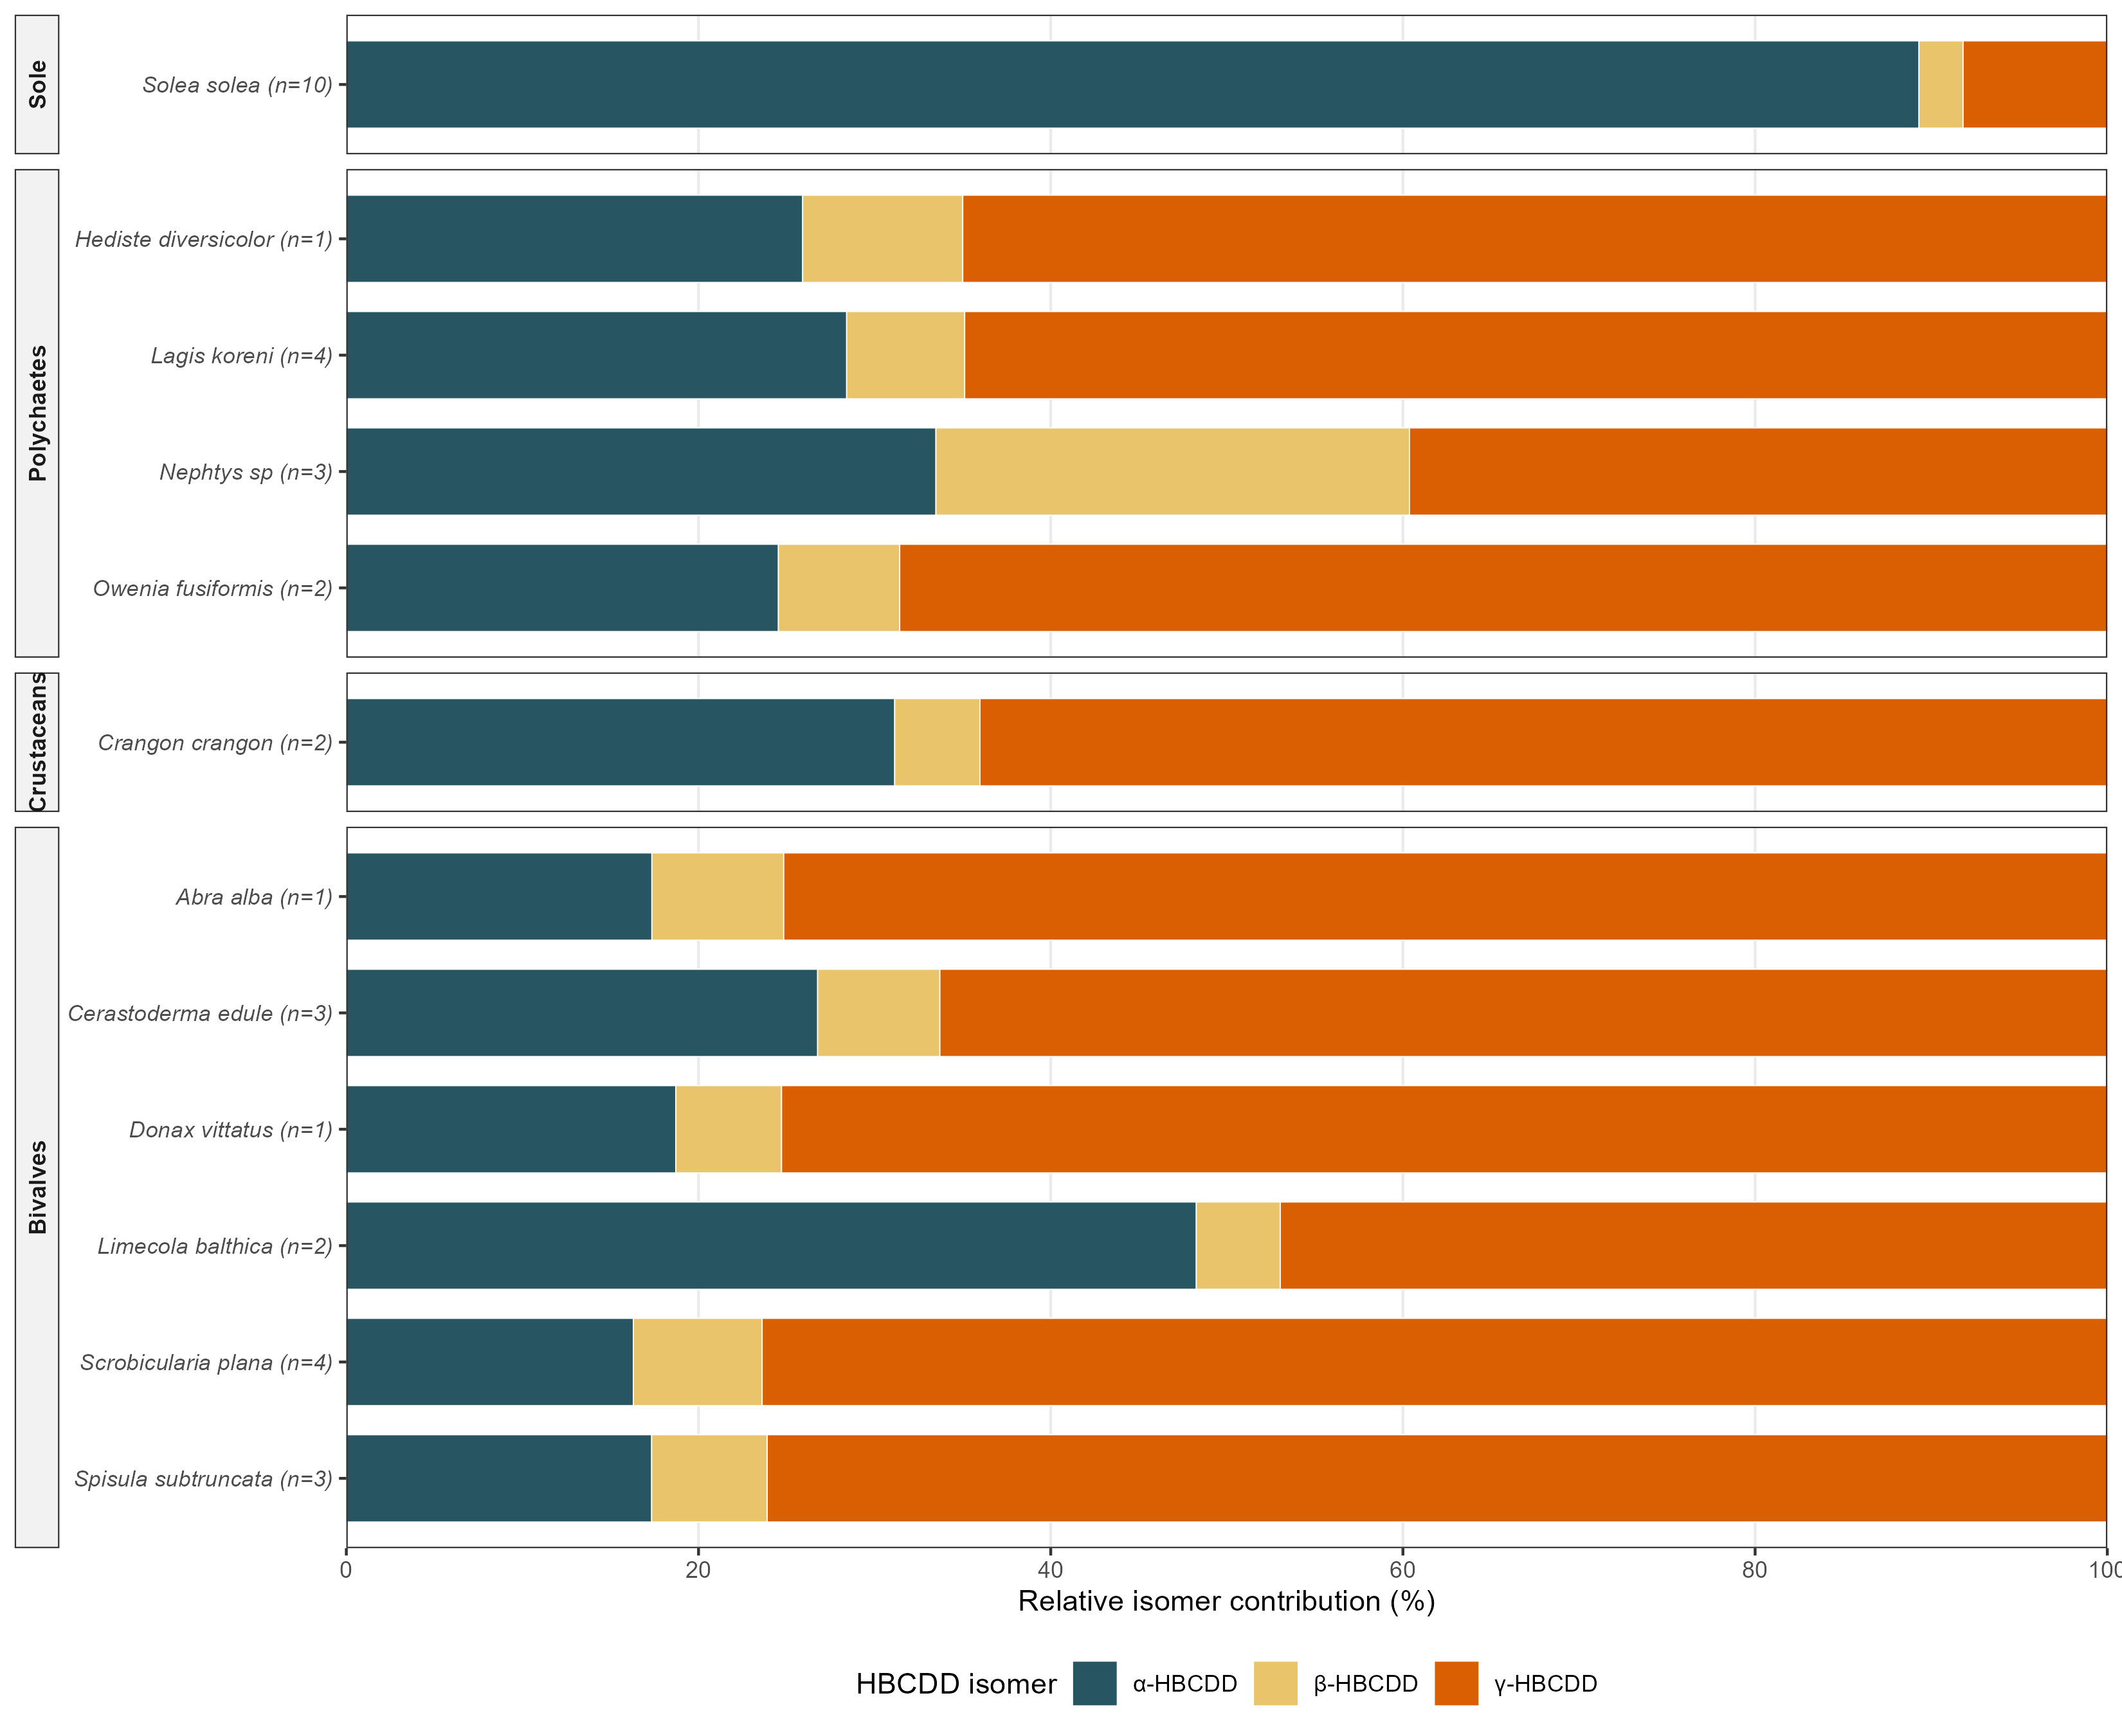 Sole
Solea solea (n=10)
Polychaetes
Hediste diversicolor (n=1)
Lagis koreni (n=4)
Nephtys sp (n=3)
Owenia fusiformis (n=2)
Crustaceans
Crangon crangon (n=2)
Bivalves
Abra alba (n=1)
Cerastoderma edule (n=3)
Donax vittatus (n=1)
Limecola balthica (n=2)
Scrobicularia plana (n=4)
Spisula subtruncata (n=3)
0 20 40 60 80 100
Relative isomer contribution (%)
HBCDD isomer α-HBCDD β-HBCDD γ-HBCDD